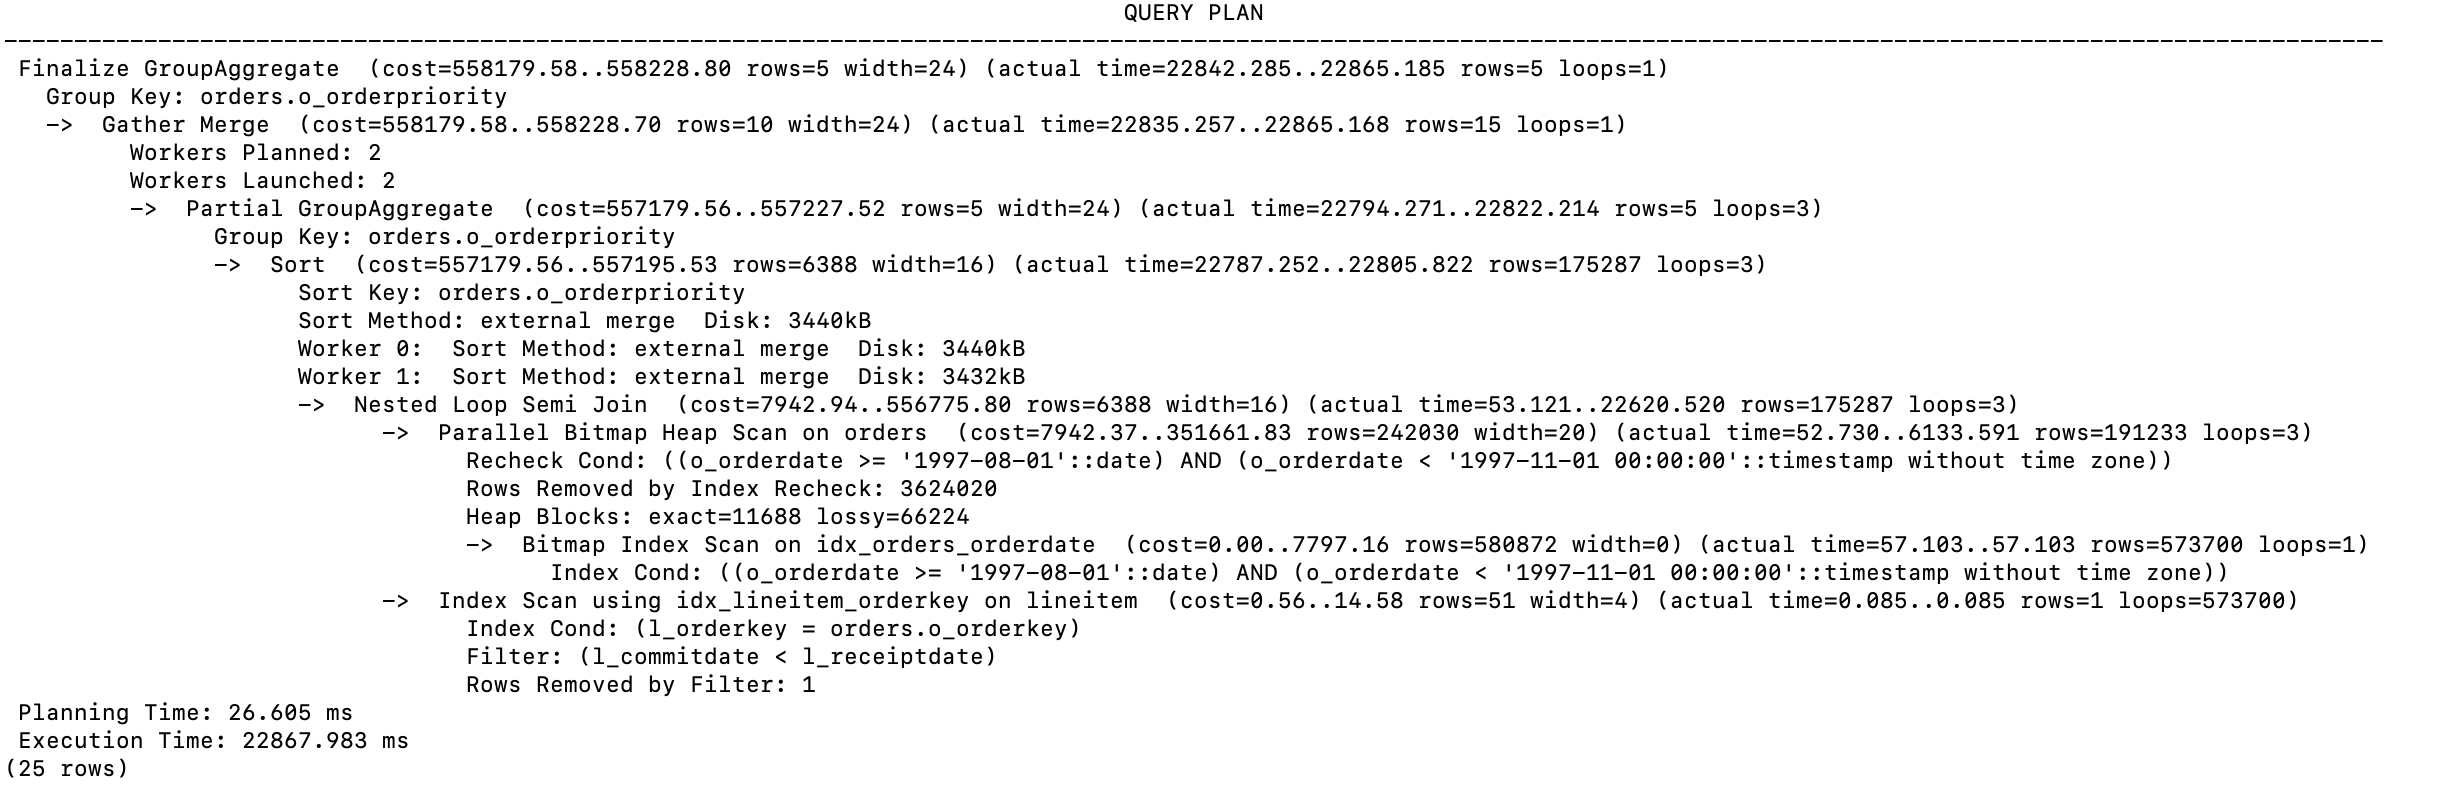 QUERY PLAN
--------------------------------------------------------------------------------------------------------------------------------------------------------------------------
Finalize GroupAggregate  (cost=558179.58..558228.80 rows=5 width=24) (actual time=22842.285..22865.185 rows=5 loops=1)
Group Key: orders.o_orderpriority
->  Gather Merge  (cost=558179.58..558228.70 rows=10 width=24) (actual time=22835.257..22865.168 rows=15 loops=1)
Workers Planned: 2
Workers Launched: 2
->  Partial GroupAggregate  (cost=557179.56..557227.52 rows=5 width=24) (actual time=22794.271..22822.214 rows=5 loops=3)
Group Key: orders.o_orderpriority
->  Sort  (cost=557179.56..557195.53 rows=6388 width=16) (actual time=22787.252..22805.822 rows=175287 loops=3)
Sort Key: orders.o_orderpriority
Sort Method: external merge  Disk: 3440kB
Worker 0:  Sort Method: external merge  Disk: 3440kB
Worker 1:  Sort Method: external merge  Disk: 3432kB
->  Nested Loop Semi Join  (cost=7942.94..556775.80 rows=6388 width=16) (actual time=53.121..22620.520 rows=175287 loops=3)
->  Parallel Bitmap Heap Scan on orders  (cost=7942.37..351661.83 rows=242030 width=20) (actual time=52.730..6133.591 rows=191233 loops=3)
Recheck Cond: ((o_orderdate >= '1997-08-01'::date) AND (o_orderdate < '1997-11-01 00:00:00'::timestamp without time zone))
Rows Removed by Index Recheck: 3624020
Heap Blocks: exact=11688 lossy=66224
->  Bitmap Index Scan on idx_orders_orderdate  (cost=0.00..7797.16 rows=580872 width=0) (actual time=57.103..57.103 rows=573700 loops=1)
Index Cond: ((o_orderdate >= '1997-08-01'::date) AND (o_orderdate < '1997-11-01 00:00:00'::timestamp without time zone))
->  Index Scan using idx_lineitem_orderkey on lineitem  (cost=0.56..14.58 rows=51 width=4) (actual time=0.085..0.085 rows=1 loops=573700)
Index Cond: (l_orderkey = orders.o_orderkey)
Filter: (l_commitdate < l_receiptdate)
Rows Removed by Filter: 1
Planning Time: 26.605 ms
Execution Time: 22867.983 ms
(25 rows)